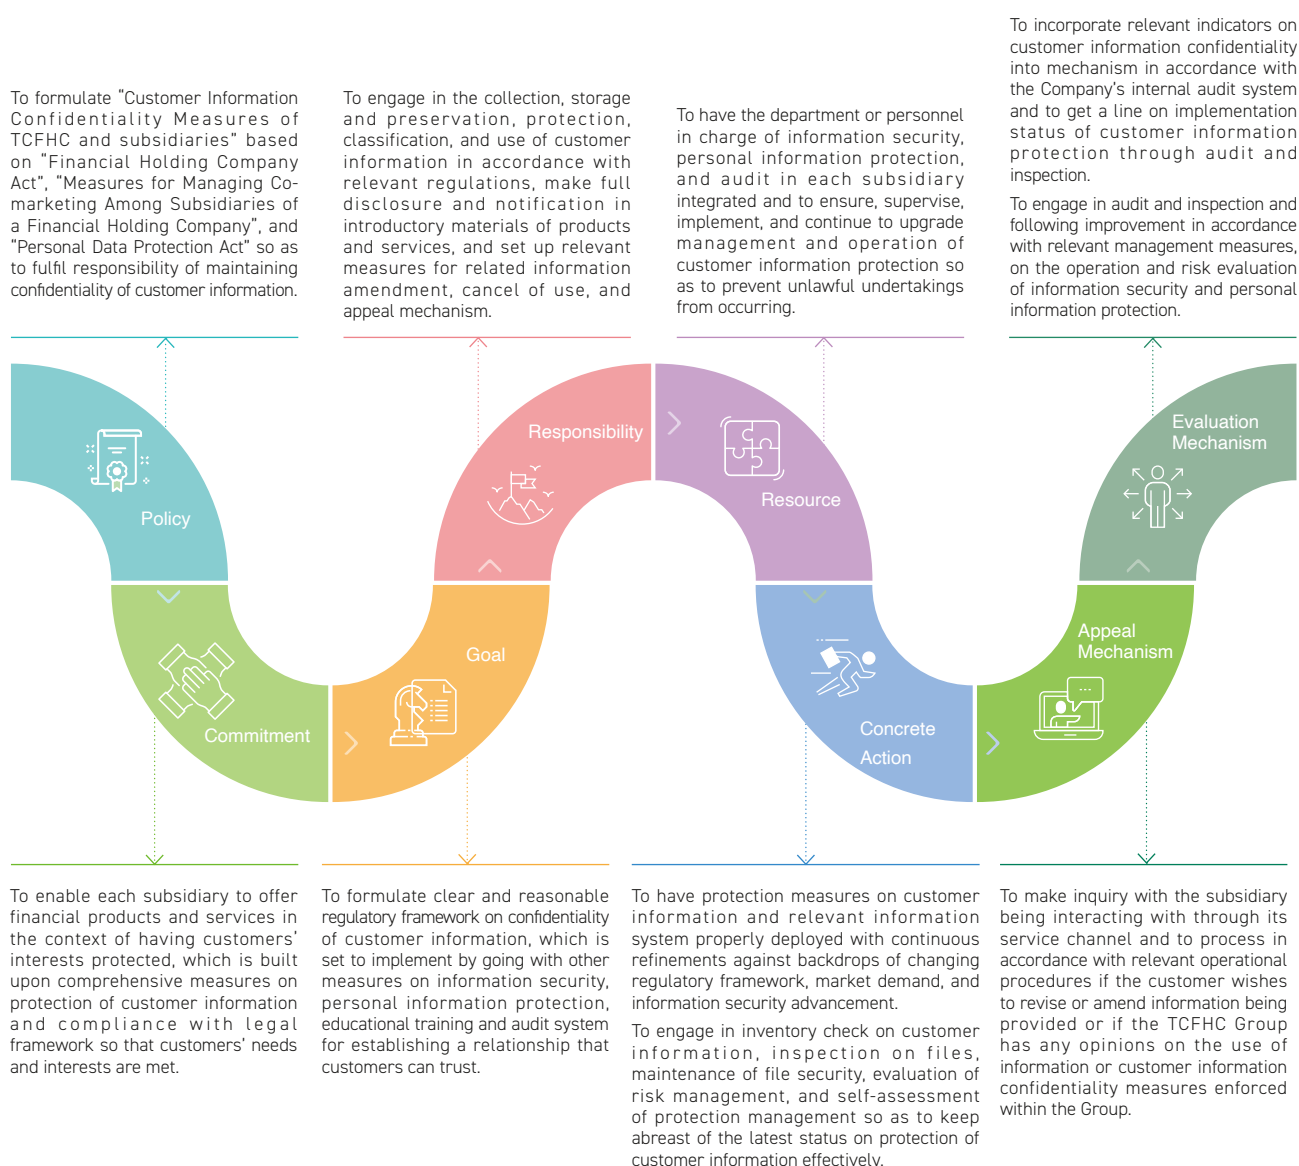 To formulate “Customer Information
Confidentiality Measures of
TCFHC and subsidiaries” based
on “Financial Holding Company
Act”, “Measures for Managing Co-
marketing Among Subsidiaries of
a Financial Holding Company”, and
“Personal Data Protection Act” so as
to fulfil responsibility of maintaining
confidentiality of customer information.
To engage in the collection, storage
and preservation, protection,
classification, and use of customer
information in accordance with
relevant regulations, make full
disclosure and notification in
introductory materials of products
and services, and set up relevant
measures for related information
amendment, cancel of use, and
appeal mechanism.
To have the department or personnel
in charge of information security,
personal information protection,
and audit in each subsidiary
integrated and to ensure, supervise,
implement, and continue to upgrade
management and operation of
customer information protection so
as to prevent unlawful undertakings
from occurring.
To incorporate relevant indicators on
customer information confidentiality
into mechanism in accordance with
the Company’s internal audit system
and to get a line on implementation
status of customer information
protection through audit and
inspection.
To engage in audit and inspection and
following improvement in accordance
with relevant management measures,
on the operation and risk evaluation
of information security and personal
information protection.
Policy
Commitment
Goal
Responsibility
Resource
Concrete
Action
Appeal
Mechanism
Evaluation
Mechanism
To enable each subsidiary to offer
financial products and services in
the context of having customers’
interests protected, which is built
upon comprehensive measures on
protection of customer information
and compliance with legal
framework so that customers’ needs
and interests are met.
To formulate clear and reasonable
regulatory framework on confidentiality
of customer information, which is
set to implement by going with other
measures on information security,
personal information protection,
educational training and audit system
for establishing a relationship that
customers can trust.
To have protection measures on customer
information and relevant information
system properly deployed with continuous
refinements against backdrops of changing
regulatory framework, market demand, and
information security advancement.
To engage in inventory check on customer
information, inspection on files,
maintenance of file security, evaluation of
risk management, and self-assessment
of protection management so as to keep
abreast of the latest status on protection of
customer information effectively.
To make inquiry with the subsidiary
being interacting with through its
service channel and to process in
accordance with relevant operational
procedures if the customer wishes
to revise or amend information being
provided or if the TCFHC Group
has any opinions on the use of
information or customer information
confidentiality measures enforced
within the Group.